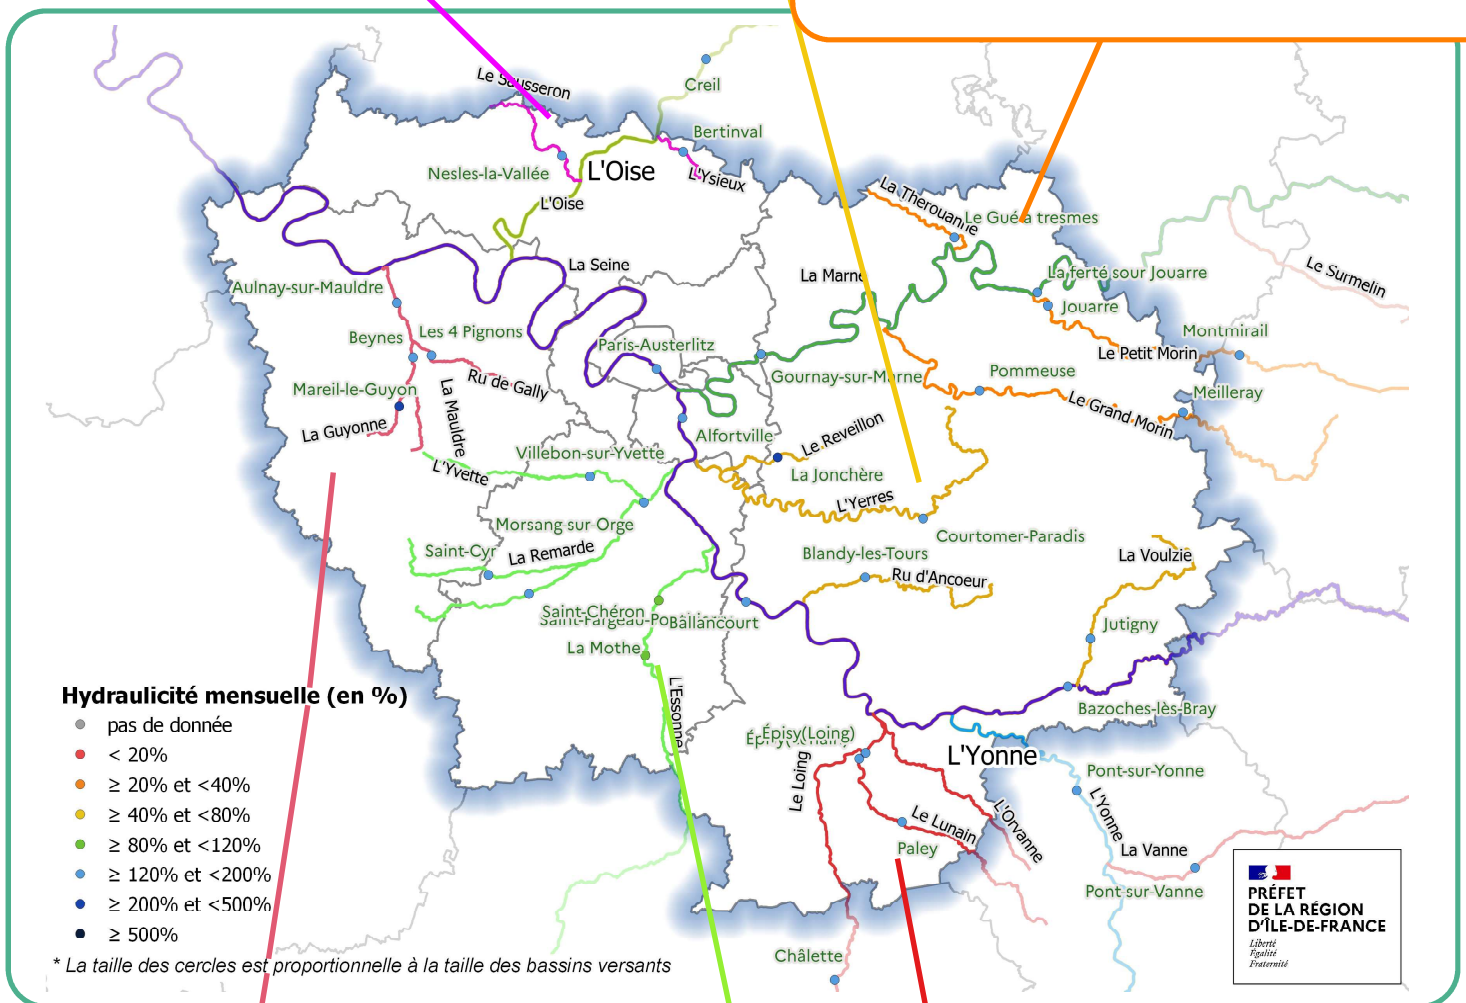 Le Sausseron
Creil
Bertinval
Nesles-la-Vallée
L'Oise
L'Ysieux
La Therouanne
L'Oise
Le Gué à tresmes
La Seine
La Marne
La ferté sour Jouarre
Le Surmelin
Aulnay-sur-Mauldre
Jouarre
Beynes
Les 4 Pignons
Paris-Austerlitz
Montmirail
Le Petit Morin
Mareil-le-Guyon
Ru de Gally
Gournay-sur-Marne
Pommeuse
Meilleray
La Mauldre
Le Grand Morin
La Guyonne
Alfortville
Le Reveillon
Villebon-sur-Yvette
L'Yvette
La Jonchère
L'Yerres
Morsang sur Orge
Courtomer-Paradis
Saint-Cyr
La Remarde
Blandy-les-Tours
La Voulzie
Ru d'Ancoeur
Saint-Chéron
Ballancourt
Jutigny
La Mothe
L'Essonne
Hydraulicité mensuelle (en %)
Bazoches-lès-Bray
pas de donnée
Épisy(Loing)
< 20%
L'Yonne
Pont-sur-Yonne
≥ 20% et <40%
Le Loing
L'Yonne
≥ 40% et <80%
Le Lunain
L'Orvanne
≥ 80% et <120%
Paley
La Vanne
≥ 120% et <200%
Pont-sur-Vanne
≥ 200% et <500%
≥ 500%
Châlette
* La taille des cercles est proportionnelle à la taille des bassins versants
PRÉFET
DE LA RÉGION
D'ÎLE-DE-FRANCE
Liberté
Égalité
Fraternité